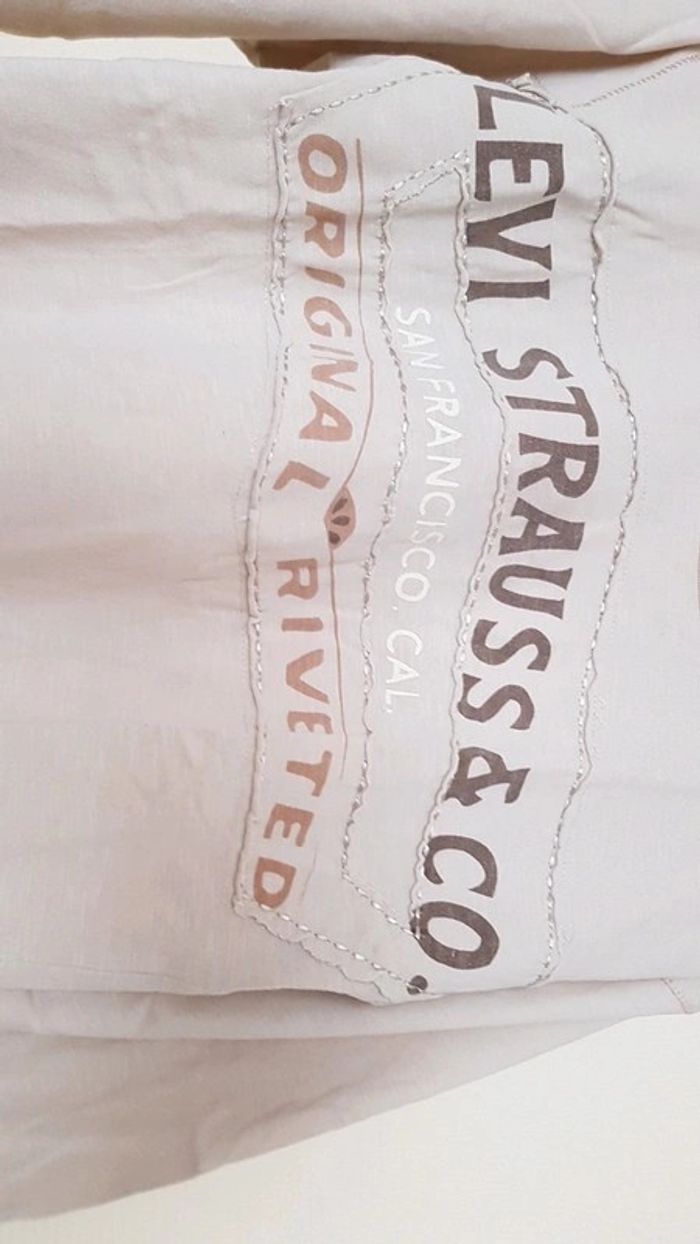 LEVI STRAUSS & CO.
SAN FRANCISCO, CAL.
ORIGINAL RIVETED